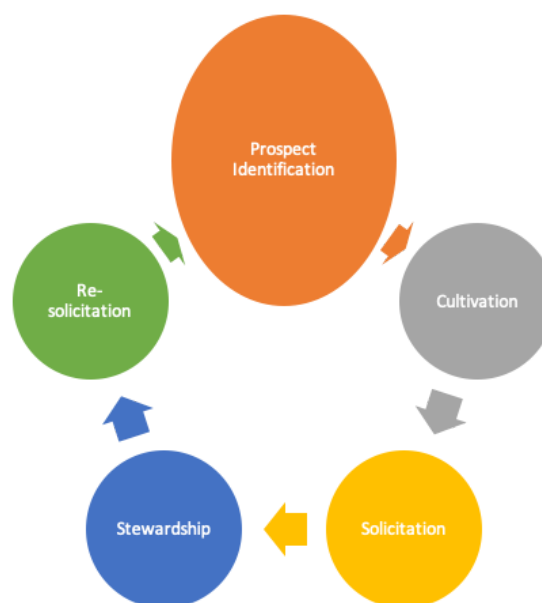 Prospect
Identification
Cultivation
Solicitation
Stewardship
Re-
solicitation